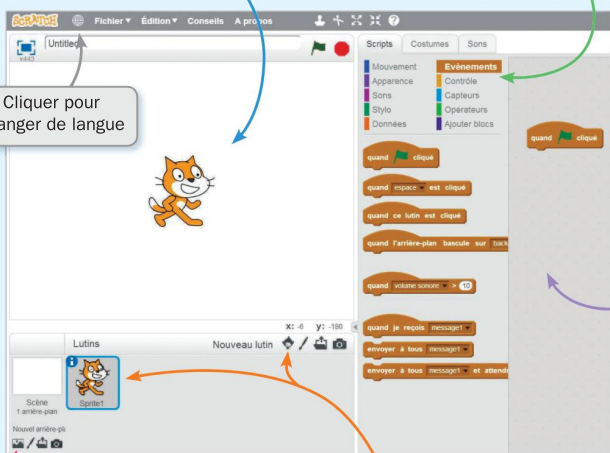 SCRATCH Fichier Édition Conseils A propos
Untitled
v443
Scripts Costumes Sons
Cliquer pour
anger de langue
Mouvement Evènements
Apparence Contrôle
Sons Capteurs
Stylo Opérateurs
Données Ajouter blocs
quand cliqué
quand cliqué
quand espace est cliqué
quand ce lutin est cliqué
quand l'arrière-plan bascule sur back
quand volume sonore > 10
x: -6 y: -180
quand je reçois message1
envoyer à tous message1
envoyer à tous message1 et attend
Lutins Nouveau lutin
Scène
1 arrière-plan
Sprite1
Nouvel arrière-pl